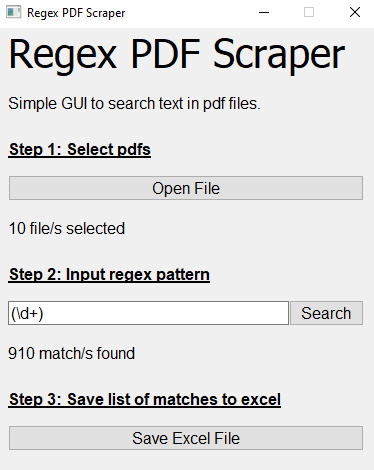 Regex PDF Scraper
Regex PDF Scraper
Simple GUI to search text in pdf files.
Step 1: Select pdfs
Open File
10 file/s selected
Step 2: Input regex pattern
(\d+) Search
910 match/s found
Step 3: Save list of matches to excel
Save Excel File